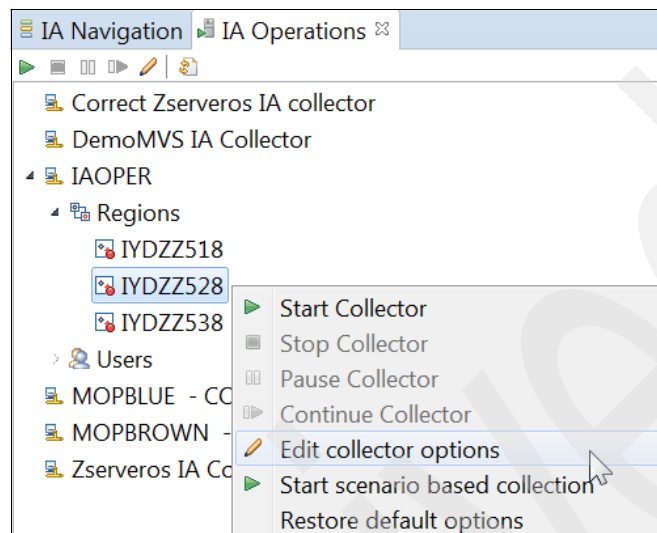 IA Navigation IA Operations
Correct Zserveros IA collector
DemoMVS IA Collector
IAOPER
Regions
IYDZZ518
IYDZZ528
IYDZZ538
Users
MOPBLUE - CO
MOPBROWN -
Zserveros IA Co
Start Collector
Stop Collector
Pause Collector
Continue Collector
Edit collector options
Start scenario based collection
Restore default options